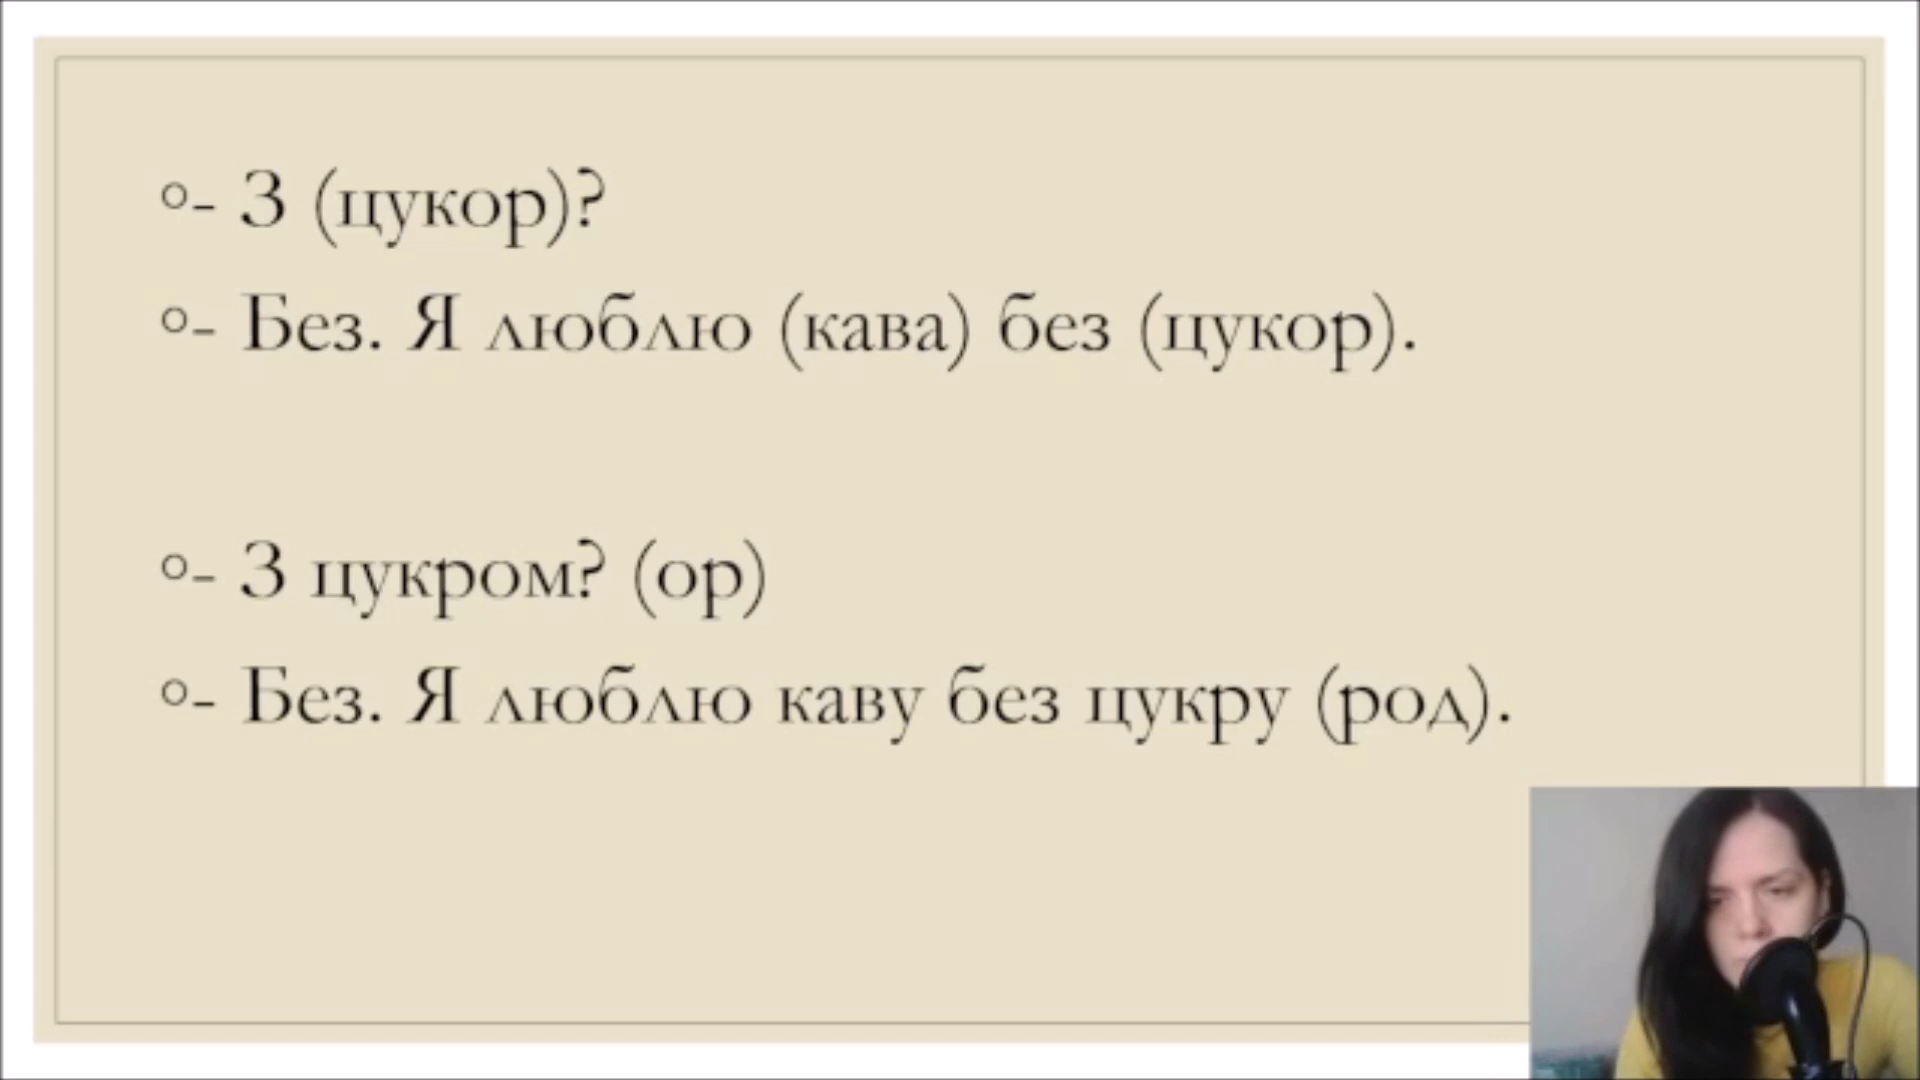 - З (цукор)?
- Без. Я люблю (кава) без (цукор).
- З цукром? (ор)
- Без. Я люблю каву без цукру (род).